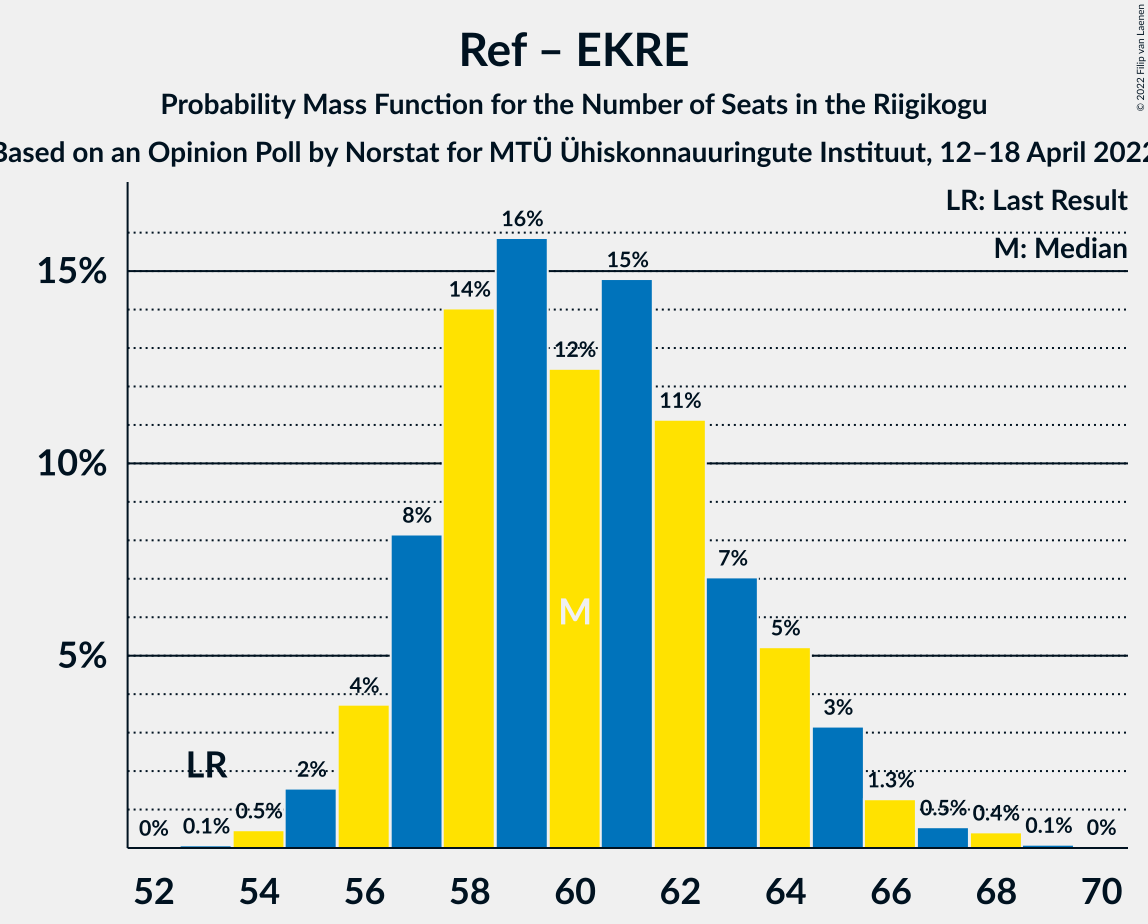 Ref – EKRE
Probability Mass Function for the Number of Seats in the Riigikogu
Based on an Opinion Poll by Norstat for MTÜ Ühiskonnauuringute Instituut, 12–18 April 2022
© 2022 Filip van Laenen
LR: Last Result
M: Median
15%
10%
5%
0%
0.1%
0.5%
2%
4%
8%
14%
16%
12%
15%
11%
7%
5%
3%
1.3%
0.5%
0.4%
0.1%
0%
LR
M
52 54 56 58 60 62 64 66 68 70